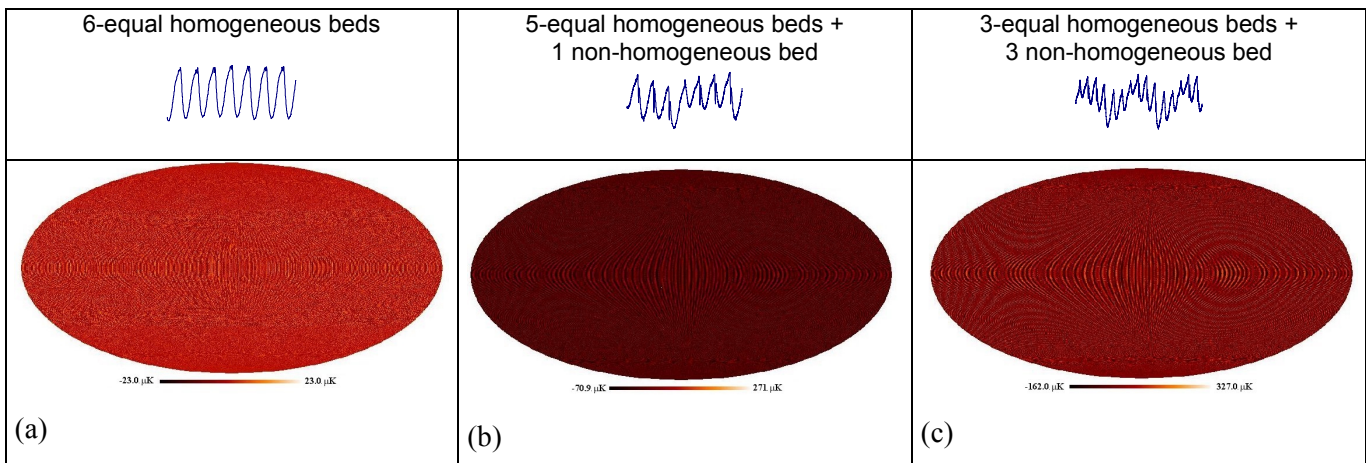 6-equal homogeneous beds
5-equal homogeneous beds +
1 non-homogeneous bed
3-equal homogeneous beds +
3 non-homogeneous bed
-23.0 μK 23.0 μK
-70.9 μK 271 μK
-162.0 μK 327.0 μK
(a)
(b)
(c)